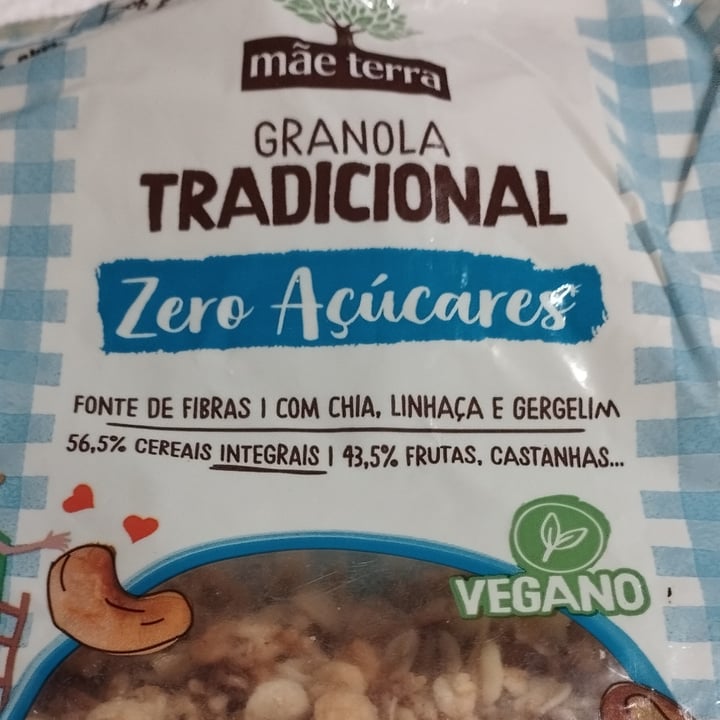 mãe terra
GRANOLA
TRADICIONAL
Zero Açúcares
FONTE DE FIBRAS | COM CHIA, LINHAÇA E GERGELIM
56,5% CEREAIS INTEGRAIS | 43,5% FRUTAS, CASTANHAS...
VEGANO